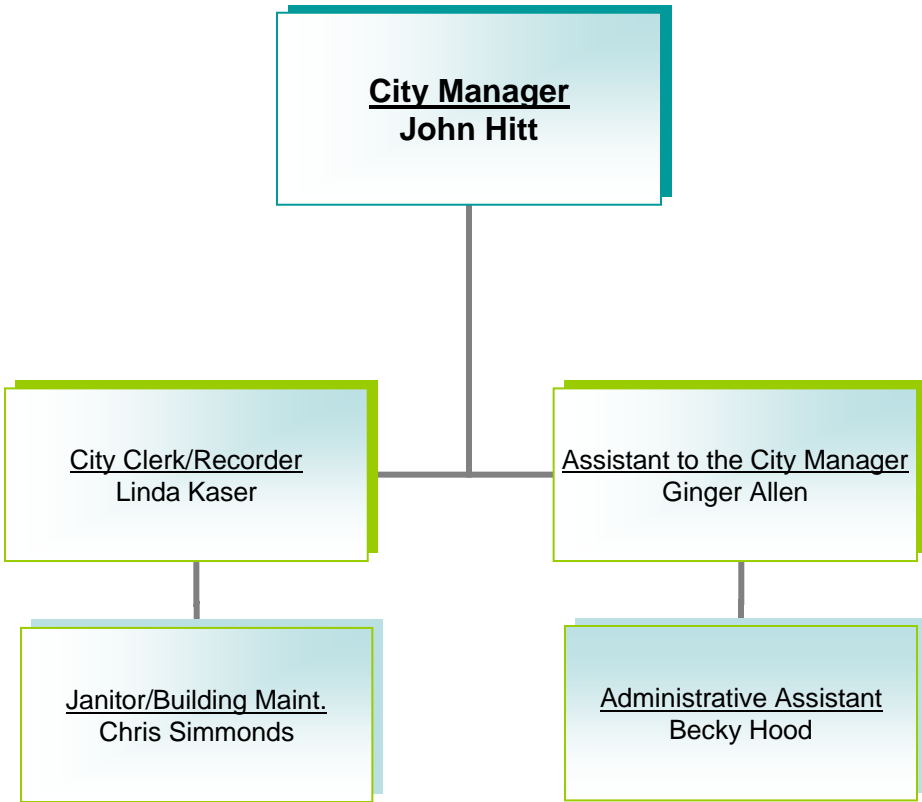 City Manager
John Hitt
City Clerk/Recorder
Linda Kaser
Assistant to the City Manager
Ginger Allen
Janitor/Building Maint.
Chris Simmonds
Administrative Assistant
Becky Hood